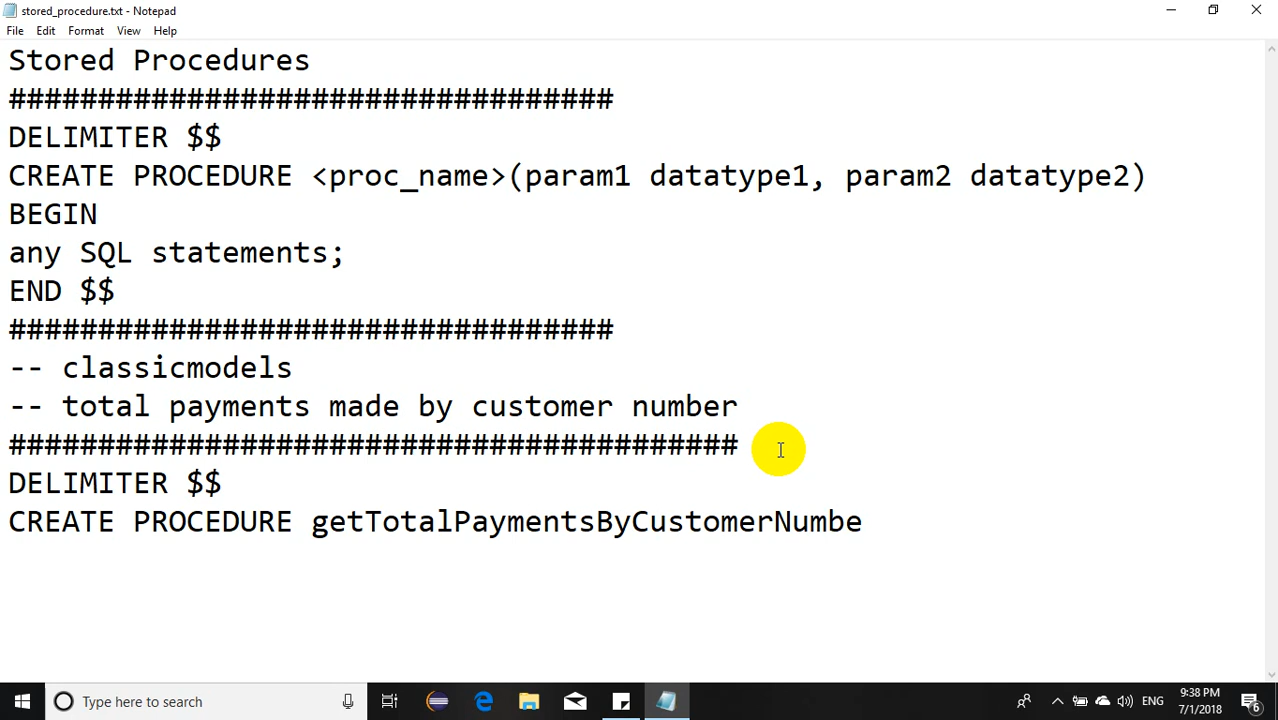 stored_procedure.txt - Notepad
File Edit Format View Help
Stored Procedures
##################################
DELIMITER $$
CREATE PROCEDURE <proc_name>(param1 datatype1, param2 datatype2)
BEGIN
any SQL statements;
END $$
##################################
-- classicmodels
-- total payments made by customer number
#########################################
DELIMITER $$
CREATE PROCEDURE getTotalPaymentsByCustomerNumbe
Type here to search
ENG
9:38 PM
7/1/2018
6